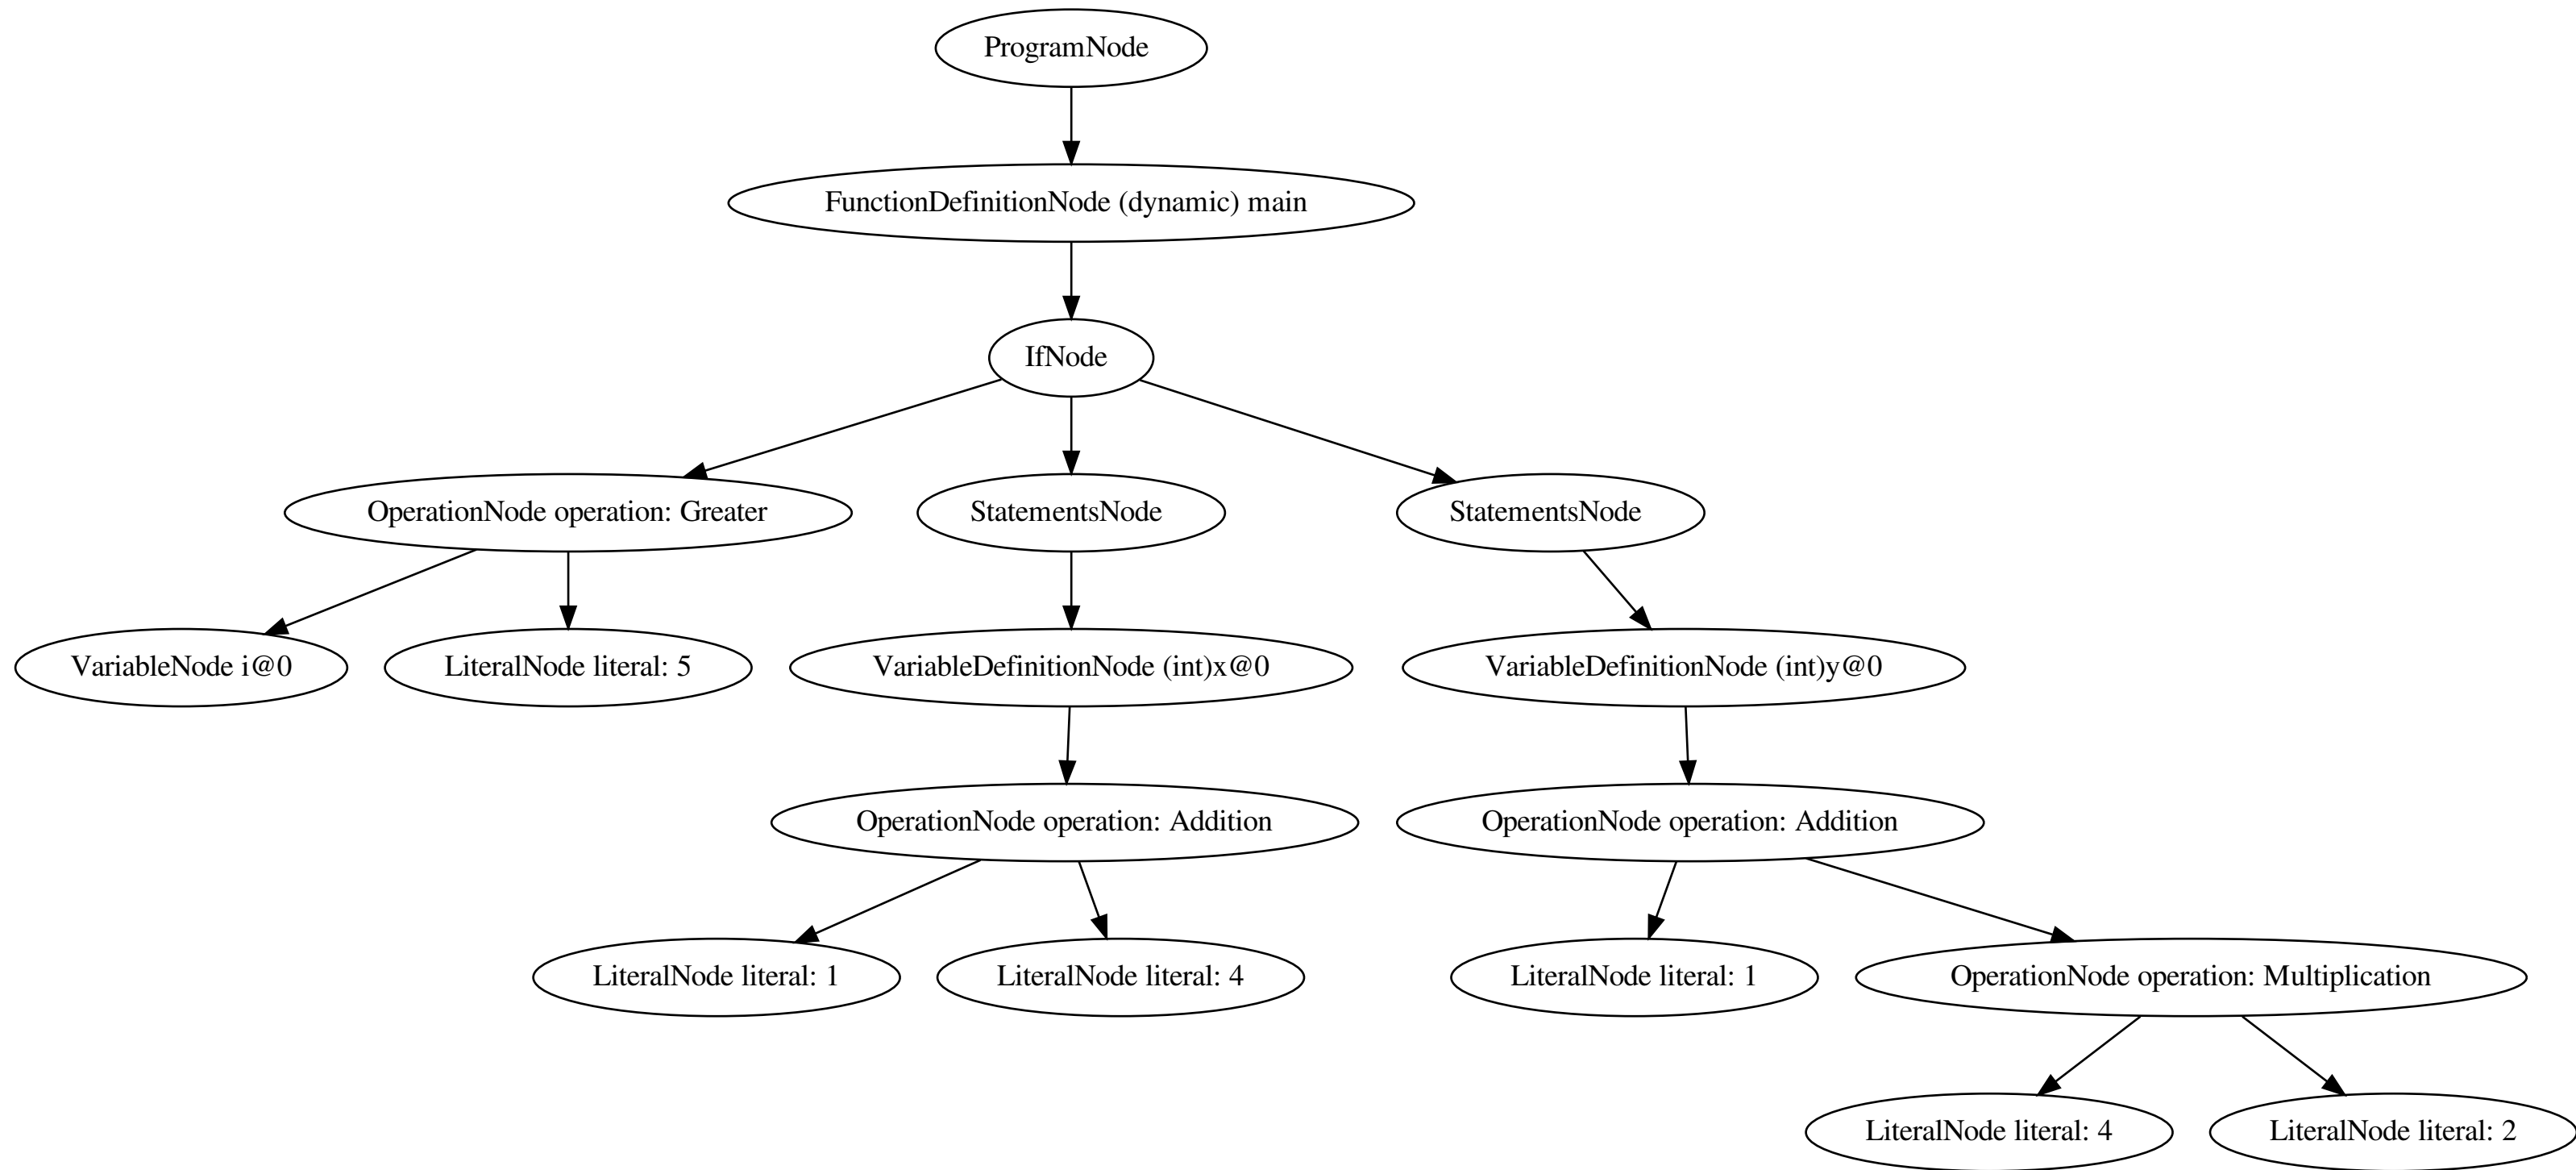 ProgramNode
FunctionDefinitionNode (dynamic) main
IfNode
OperationNode operation: Greater
StatementsNode
StatementsNode
VariableNode i@0
LiteralNode literal: 5
VariableDefinitionNode (int)x@0
VariableDefinitionNode (int)y@0
OperationNode operation: Addition
OperationNode operation: Addition
LiteralNode literal: 1
LiteralNode literal: 4
LiteralNode literal: 1
OperationNode operation: Multiplication
LiteralNode literal: 4
LiteralNode literal: 2